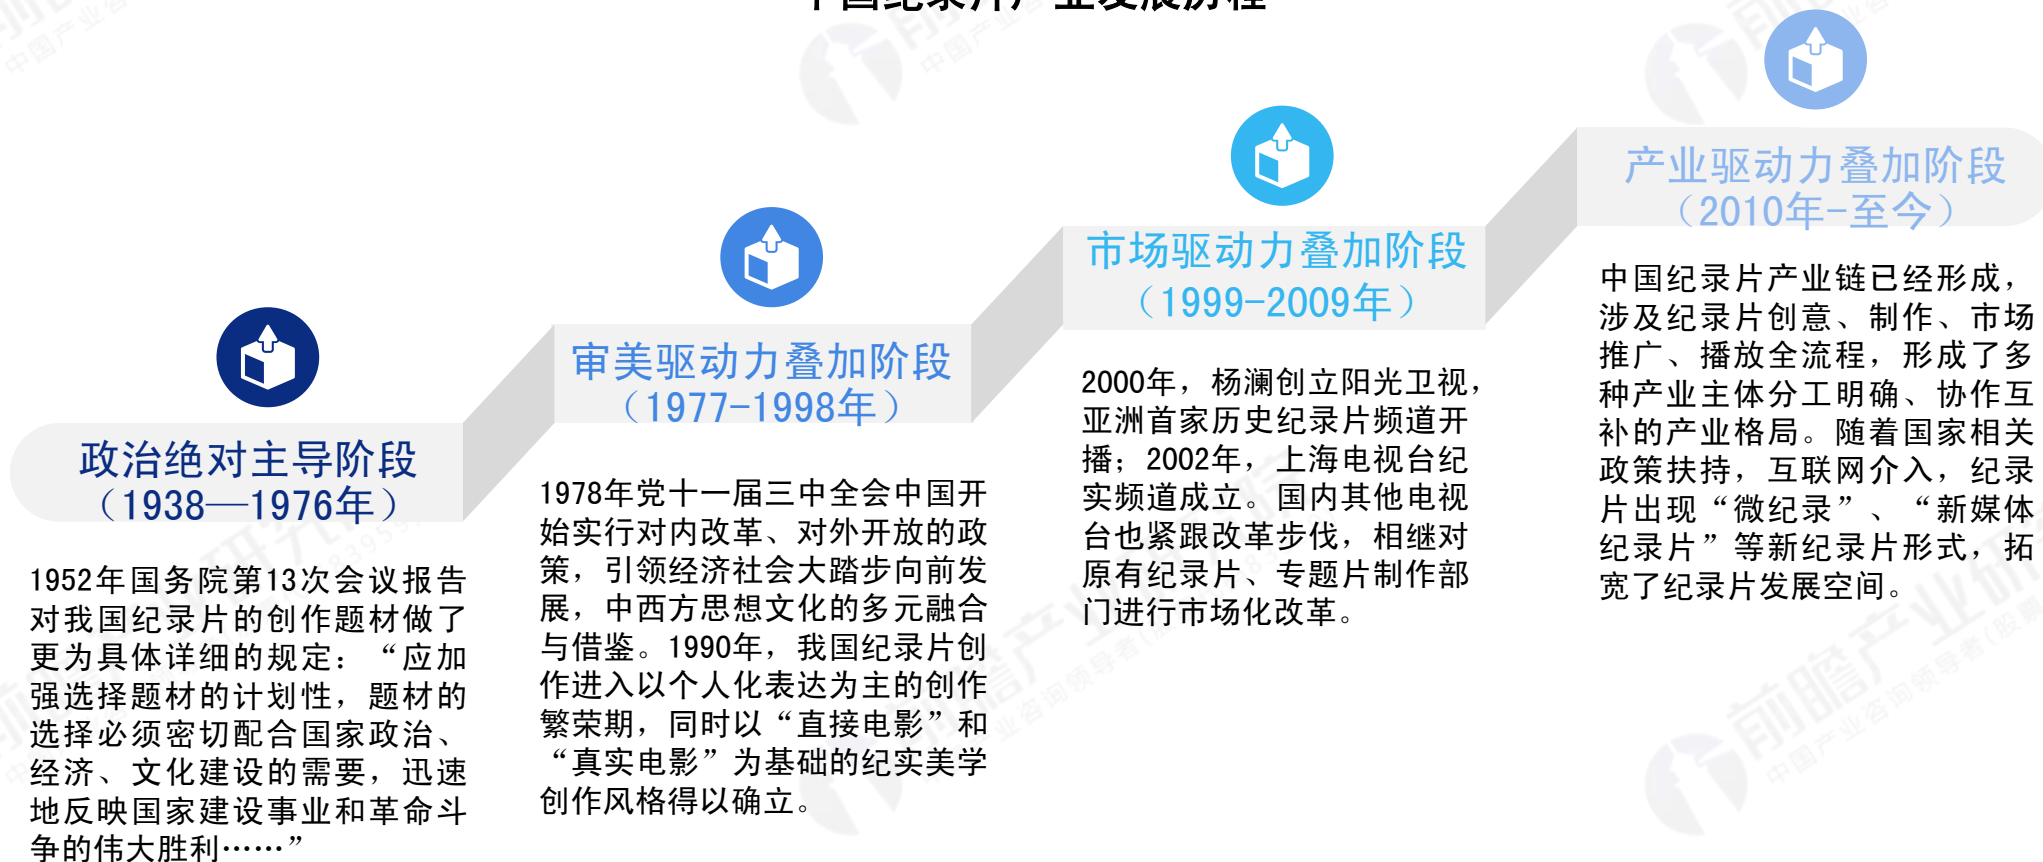 中国纪录片产业发展历程
政治绝对主导阶段
（1938—1976年）
1952年国务院第13次会议报告
对我国纪录片的创作题材做了
更为具体详细的规定：“应加
强选择题材的计划性，题材的
选择必须密切配合国家政治、
经济、文化建设的需要，迅速
地反映国家建设事业和革命斗
争的伟大胜利……”
审美驱动力叠加阶段
（1977-1998年）
1978年党十一届三中全会中国开
始实行对内改革、对外开放的政
策，引领经济社会大踏步向前发
展，中西方思想文化的多元融合
与借鉴。1990年，我国纪录片创
作进入以个人化表达为主的创作
繁荣期，同时以“直接电影”和
“真实电影”为基础的纪实美学
创作风格得以确立。
市场驱动力叠加阶段
（1999-2009年）
2000年，杨澜创立阳光卫视，
亚洲首家历史纪录片频道开
播；2002年，上海电视台纪
实频道成立。国内其他电视
台也紧跟改革步伐，相继对
原有纪录片、专题片制作部
门进行市场化改革。
产业驱动力叠加阶段
（2010年-至今）
中国纪录片产业链已经形成，
涉及纪录片创意、制作、市场
推广、播放全流程，形成了多
种产业主体分工明确、协作互
补的产业格局。随着国家相关
政策扶持，互联网介入，纪录
片出现“微纪录”、“新媒体
纪录片”等新纪录片形式，拓
宽了纪录片发展空间。